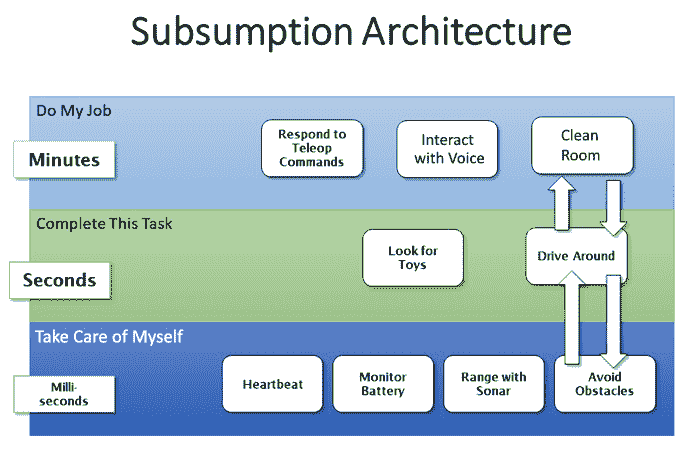 Subsumption Architecture
Do My Job
Minutes
Respond to
Teleop
Commands
Interact
with Voice
Clean
Room
Complete This Task
Seconds
Look for
Toys
Drive Around
Take Care of Myself
Milli-
seconds
Heartbeat
Monitor
Battery
Range with
Sonar
Avoid
Obstacles